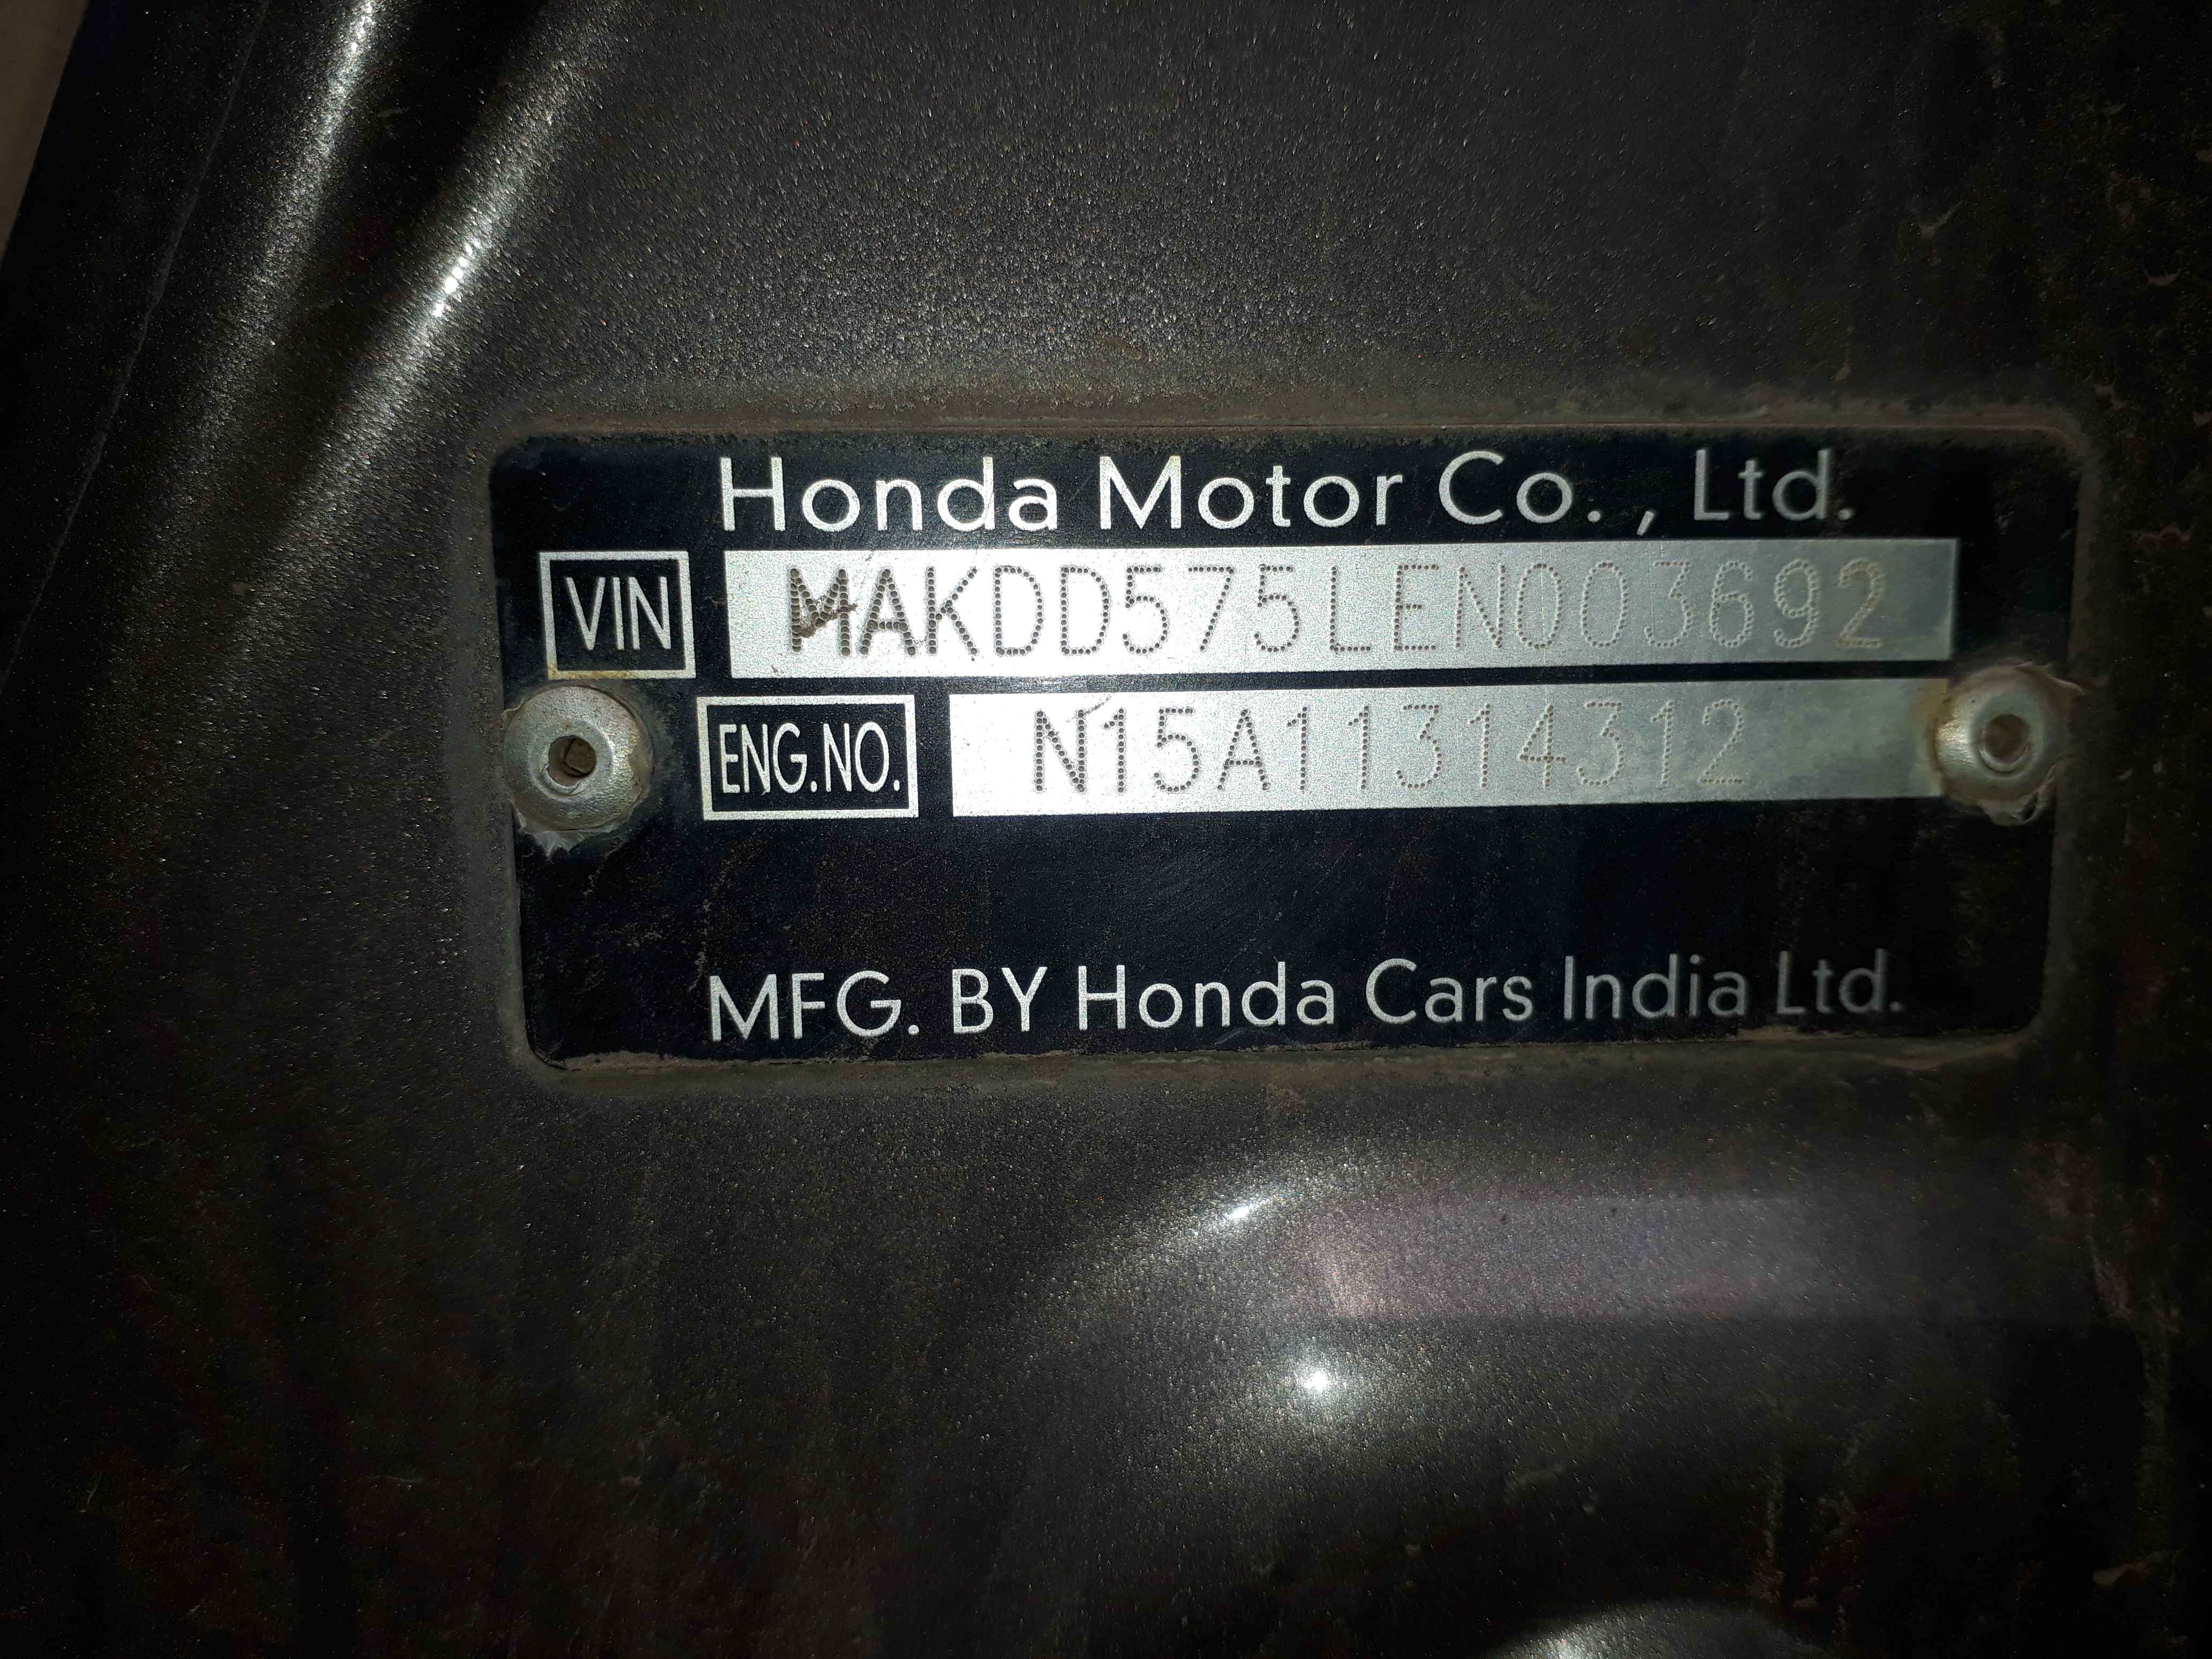 Honda Motor Co., Ltd.
VIN MAKDD575LEN003692
ENG.NO. N15A11314312
MFG. BY Honda Cars India Ltd.